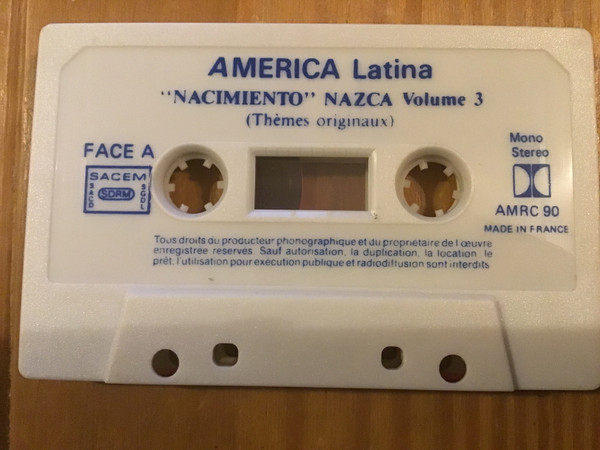 AMERICA Latina
"NACIMIENTO" NAZCA Volume 3
(Thèmes originaux)
FACE A
SACEM
SACD
SDRM
SGDL
Mono
Stereo
AMRC 90
MADE IN FRANCE
Tous droits du producteur phonographique et du propriétaire de l œuvre
enregistrée reservés. Sauf autorisation, la duplication, la location, le
prêt, l'utilisation pour exécution publique et radiodiffusion sont interdits